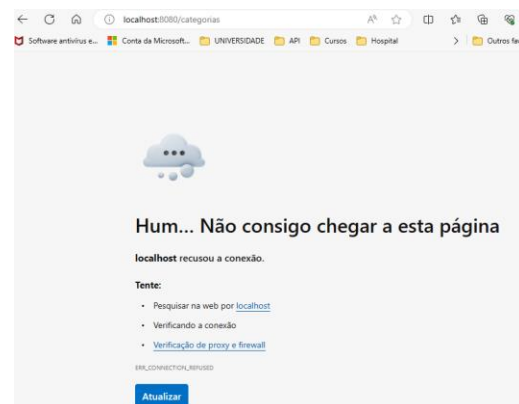 localhost:8080/categorias
Software antivírus e... Conta da Microsoft... UNIVERSIDADE API Cursos Hospital Outros fa
Hum... Não consigo chegar a esta página
localhost recusou a conexão.
Tente:
• Pesquisar na web por localhost
• Verificando a conexão
• Verificação de proxy e firewall
ERR_CONNECTION_REFUSED
Atualizar